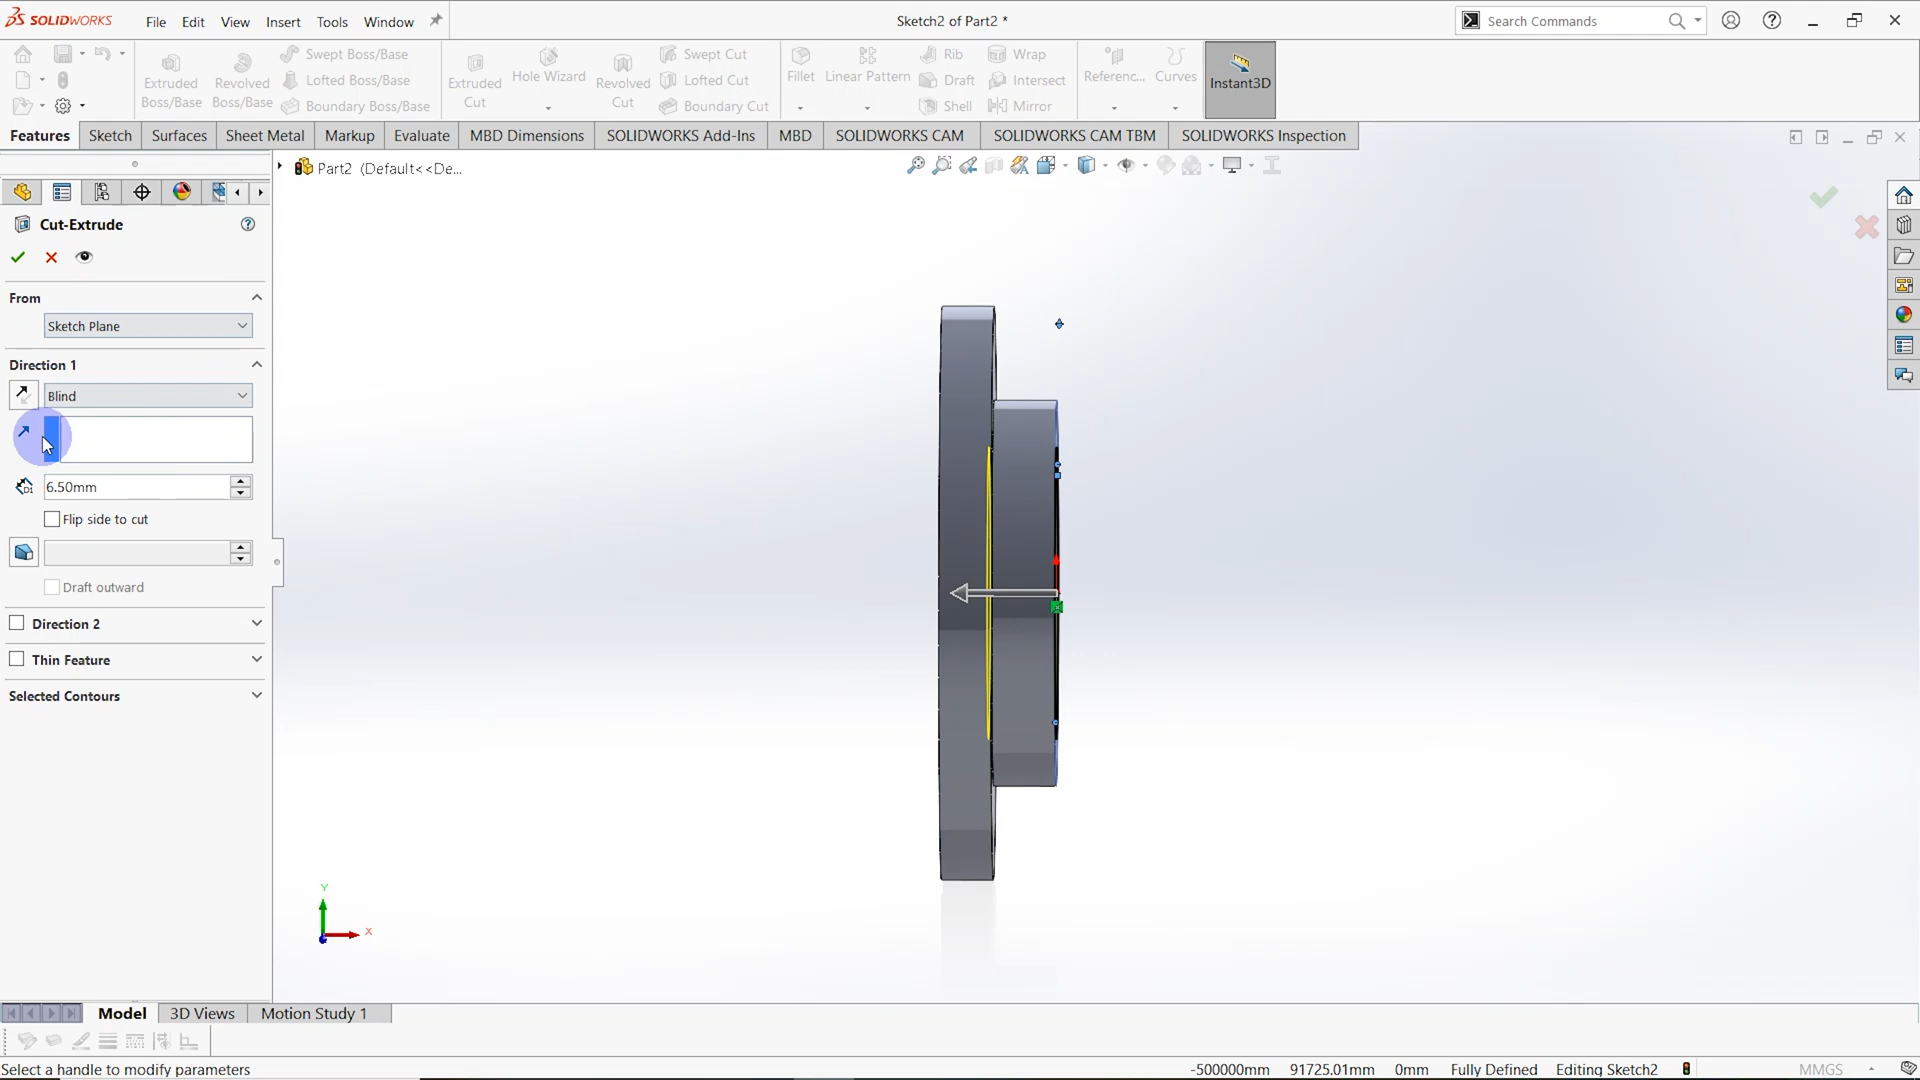 SOLIDWORKS File Edit View Insert Tools Window Sketch2 of Part2 * Search Commands
Extruded Boss/Base
Revolved Boss/Base
Swept Boss/Base
Lofted Boss/Base
Boundary Boss/Base
Extruded Cut
Hole Wizard
Revolved Cut
Swept Cut
Lofted Cut
Boundary Cut
Fillet
Linear Pattern
Rib
Draft
Shell
Wrap
Intersect
Mirror
Referenc...
Curves
Instant3D
Features Sketch Surfaces Sheet Metal Markup Evaluate MBD Dimensions SOLIDWORKS Add-Ins MBD SOLIDWORKS CAM SOLIDWORKS CAM TBM SOLIDWORKS Inspection
Part2 (Default<<De...
Cut-Extrude
From
Sketch Plane
Direction 1
Blind
D1 6.50mm
Flip side to cut
Draft outward
Direction 2
Thin Feature
Selected Contours
Y
X
Model 3D Views Motion Study 1
Select a handle to modify parameters -500000mm 91725.01mm 0mm Fully Defined Editing Sketch2 MMGS